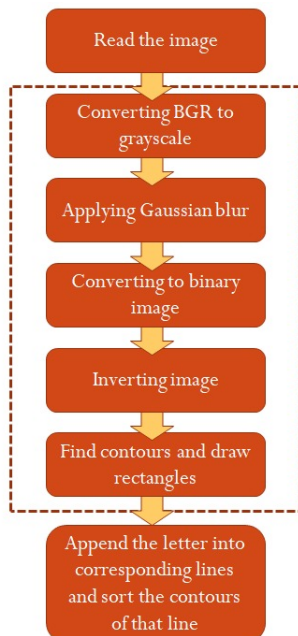 Read the image
Converting BGR to
grayscale
Applying Gaussian blur
Converting to binary
image
Inverting image
Find contours and draw
rectangles
Append the letter into
corresponding lines
and sort the contours
of that line